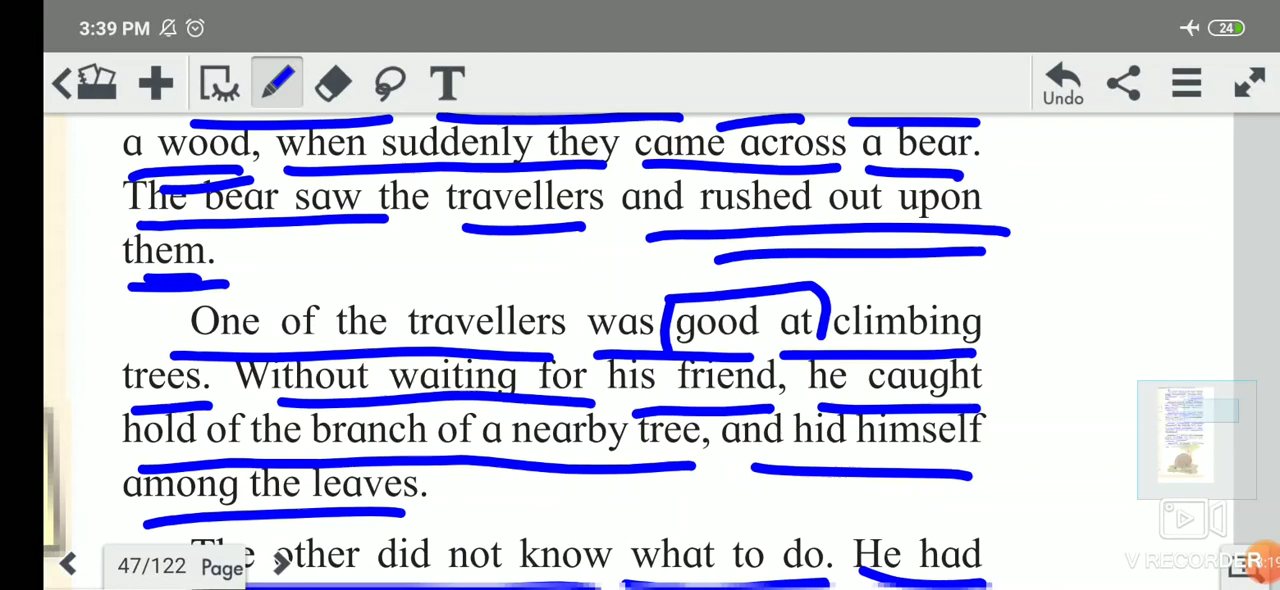 3:39 PM
24
T
Undo
a wood, when suddenly they came across a bear.
The bear saw the travellers and rushed out upon
them.
One of the travellers was good at climbing
trees. Without waiting for his friend, he caught
hold of the branch of a nearby tree, and hid himself
among the leaves.
The other did not know what to do. He had
47/122 Page
V RECORDER